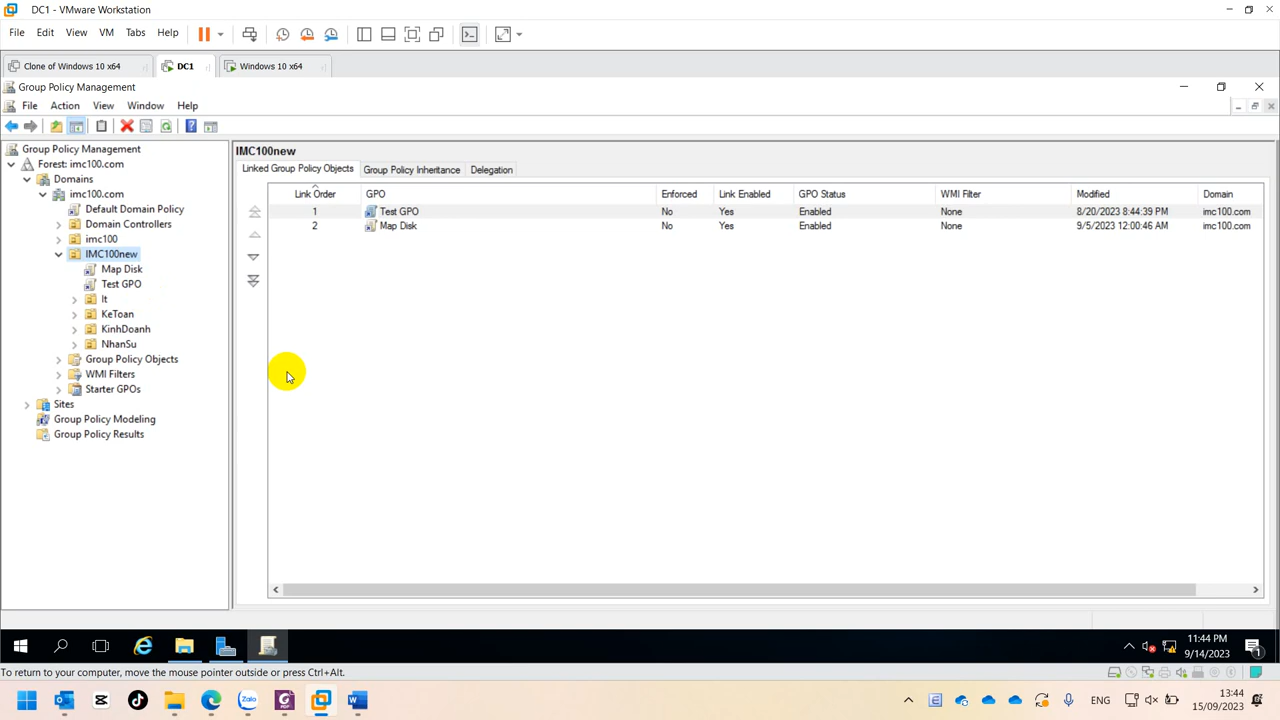 DC1 - VMware Workstation
File Edit View VM Tabs Help
Clone of Windows 10 x64 DC1 Windows 10 x64
Group Policy Management
File Action View Window Help
Group Policy Management
Forest: imc100.com
Domains
imc100.com
Default Domain Policy
Domain Controllers
imc100
IMC100new
Map Disk
Test GPO
It
KeToan
KinhDoanh
NhanSu
Group Policy Objects
WMI Filters
Starter GPOs
Sites
Group Policy Modeling
Group Policy Results
IMC100new
Linked Group Policy Objects Group Policy Inheritance Delegation
Link Order GPO Enforced Link Enabled GPO Status WMI Filter Modified Domain
1 Test GPO No Yes Enabled None 8/20/2023 8:44:39 PM imc100.com
2 Map Disk No Yes Enabled None 9/5/2023 12:00:46 AM imc100.com
11:44 PM
9/14/2023
1
To return to your computer, move the mouse pointer outside or press Ctrl+Alt.
Zalo
PDF
ENG
13:44
15/09/2023